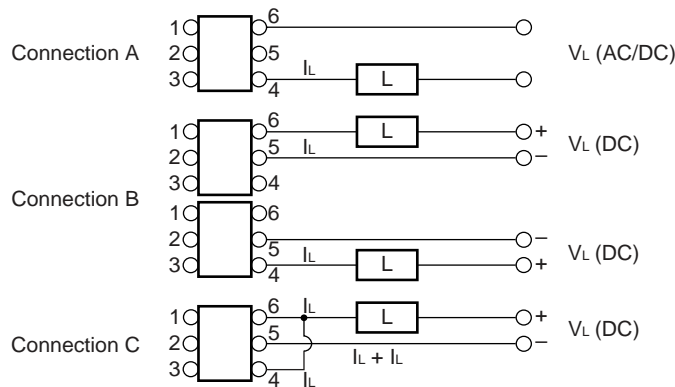 Connection A
1 6
2 5
3 4
IL L
VL (AC/DC)
Connection B
1 6
2 5
3 4
L
IL
+
−
VL (DC)
1 6
2 5
3 4
IL L
−
+
VL (DC)
Connection C
1 6
2 5
3 4
IL L
IL + IL
IL
+
−
VL (DC)